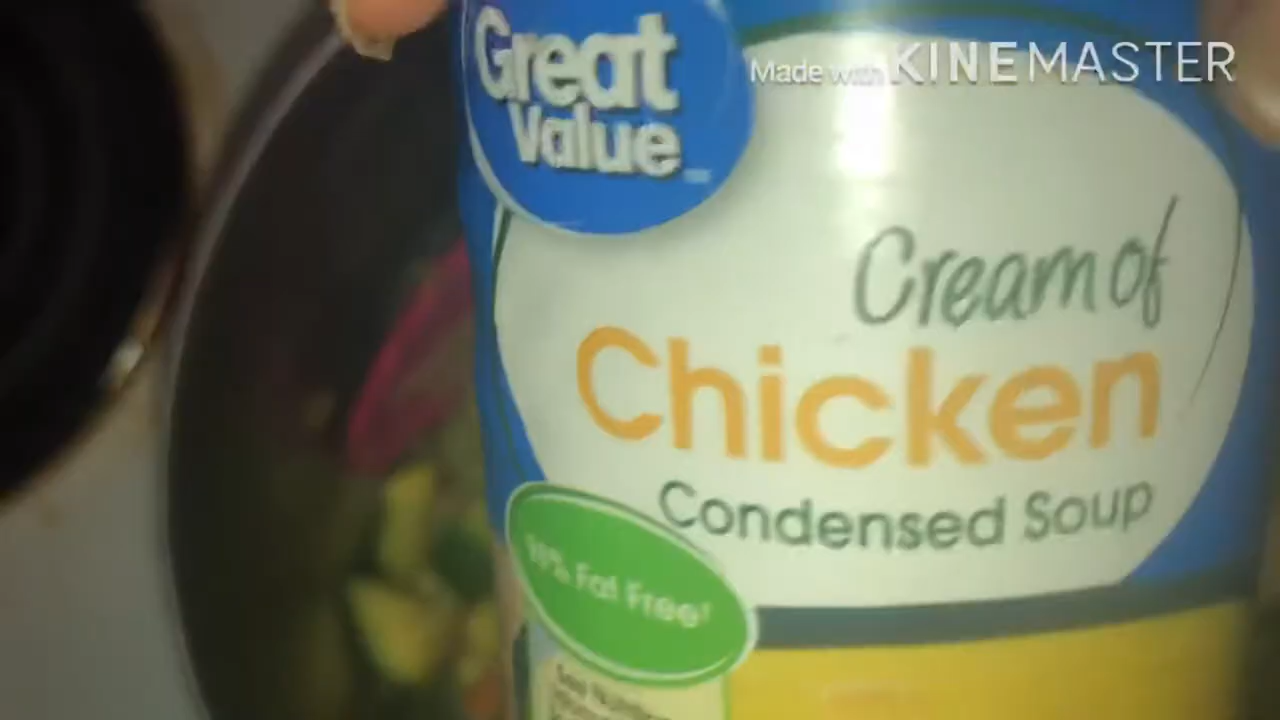 Great
Value
Made with KINEMASTER
Cream of
Chicken
Condensed Soup
Fat Free